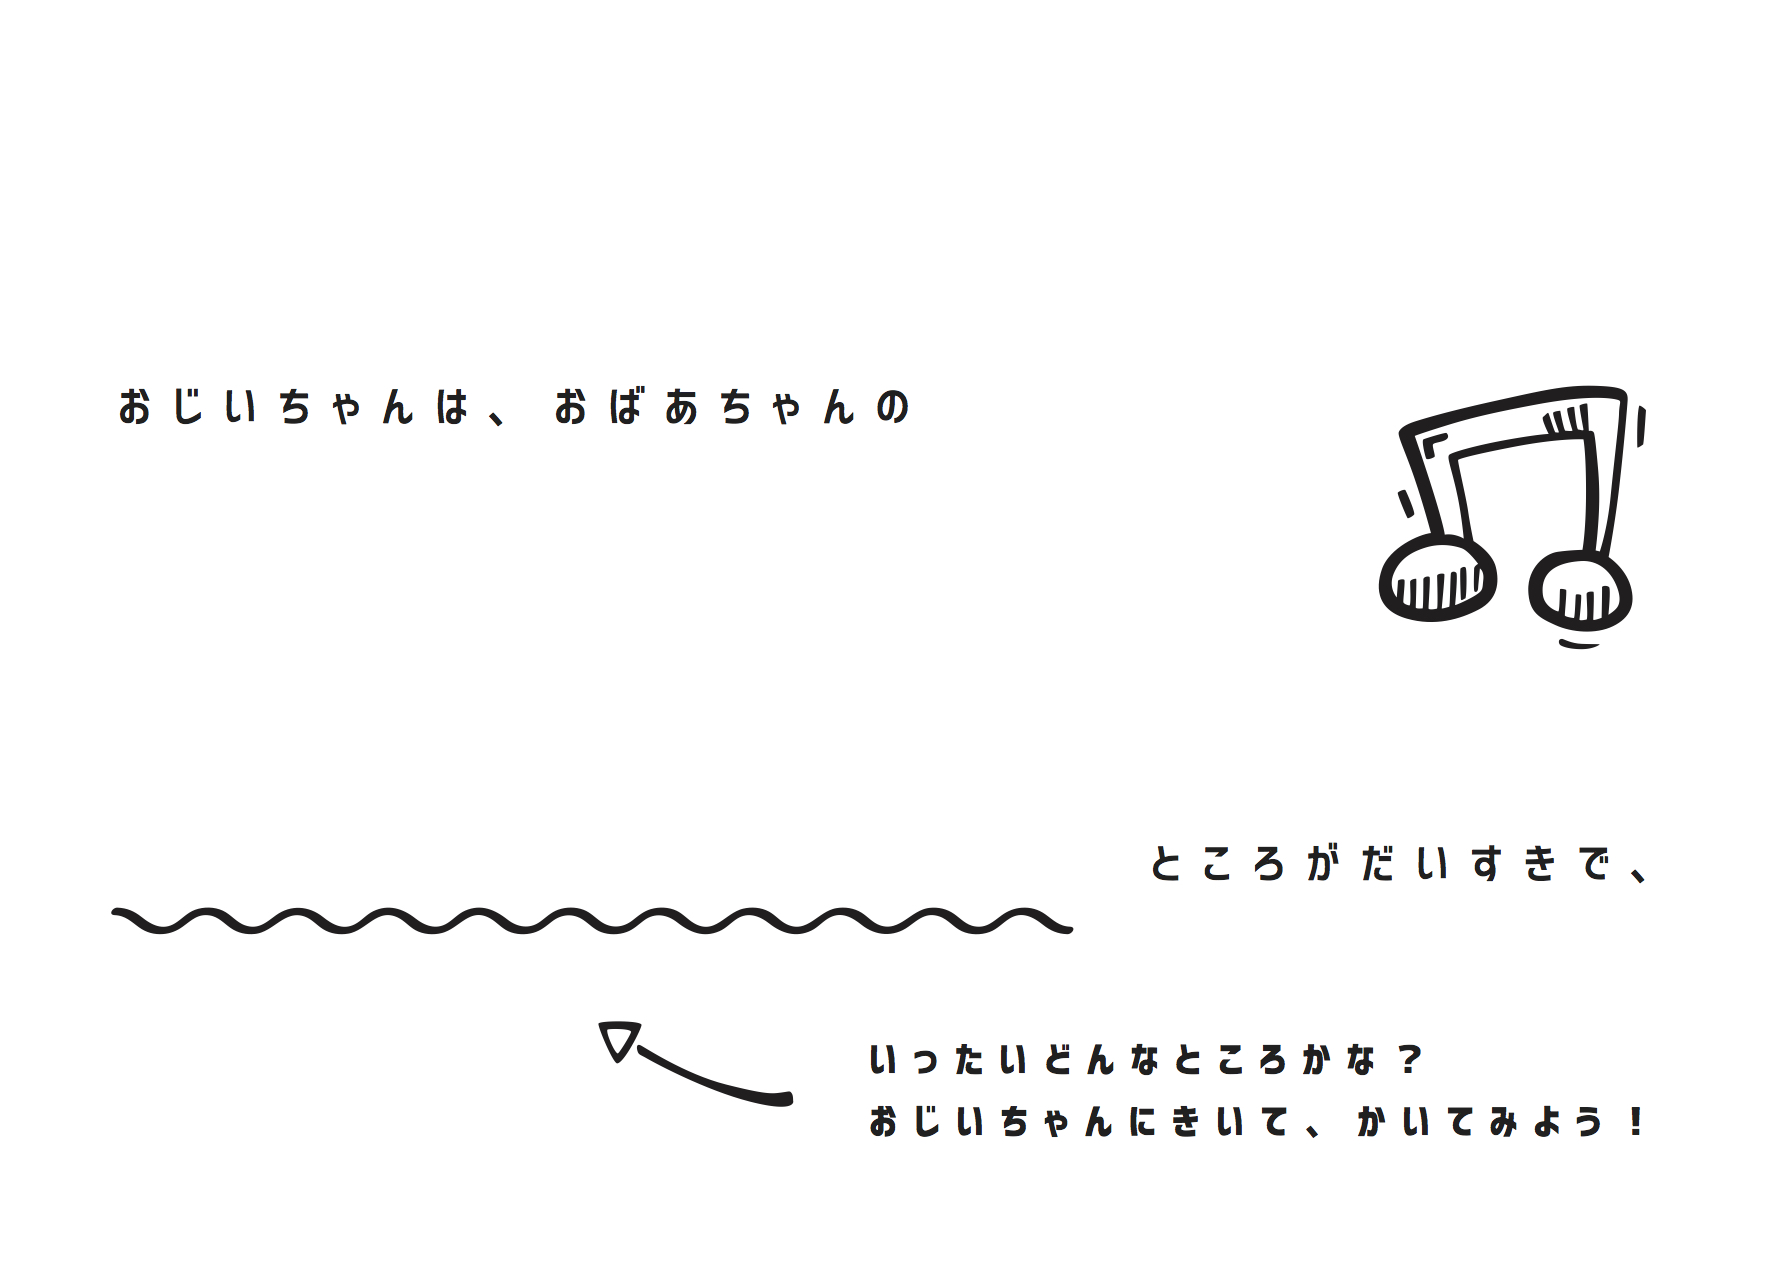 おじいちゃんは、おばあちゃんの
ところがだいすきで、
いったいどんなところかな？
おじいちゃんにきいて、かいてみよう！